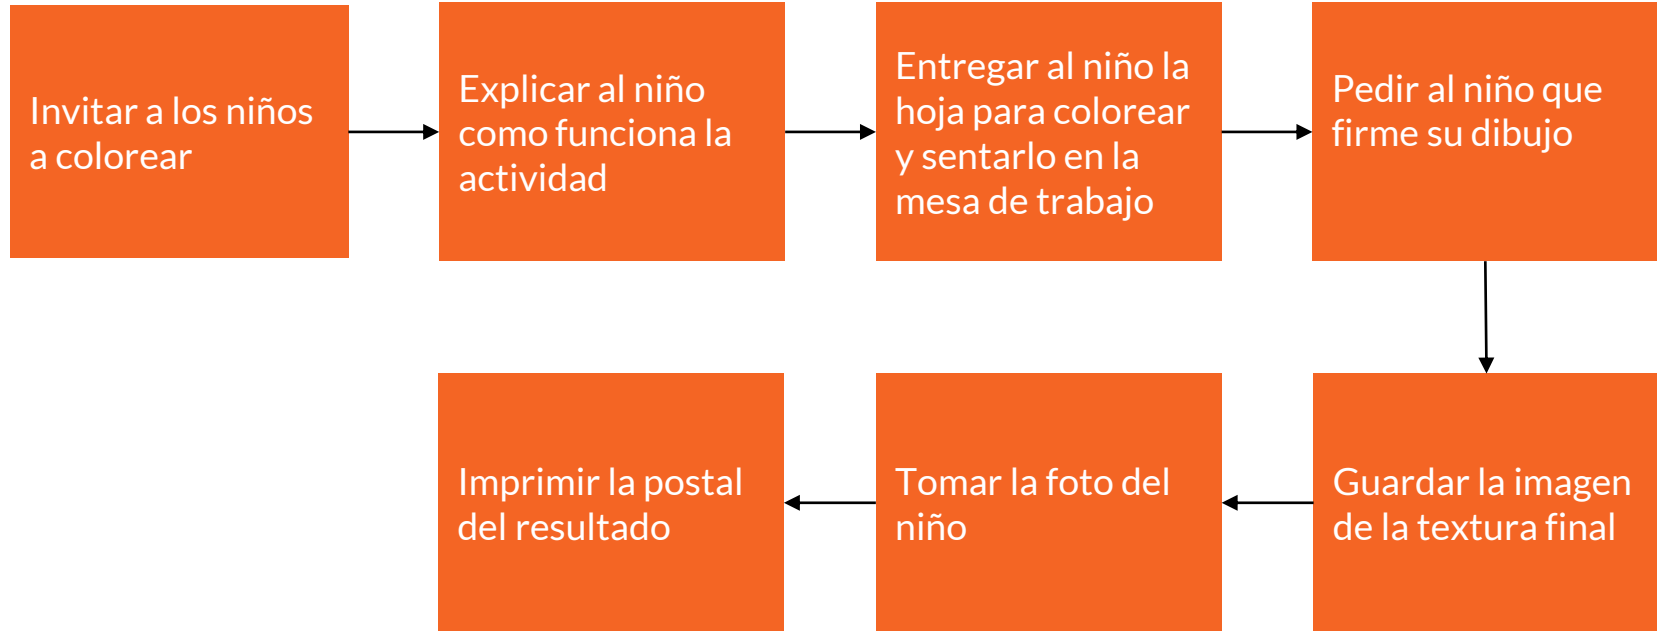 Invitar a los niños
a colorear
Explicar al niño
como funciona la
actividad
Entregar al niño la
hoja para colorear
y sentarlo en la
mesa de trabajo
Pedir al niño que
firme su dibujo
Guardar la imagen
de la textura final
Tomar la foto del
niño
Imprimir la postal
del resultado